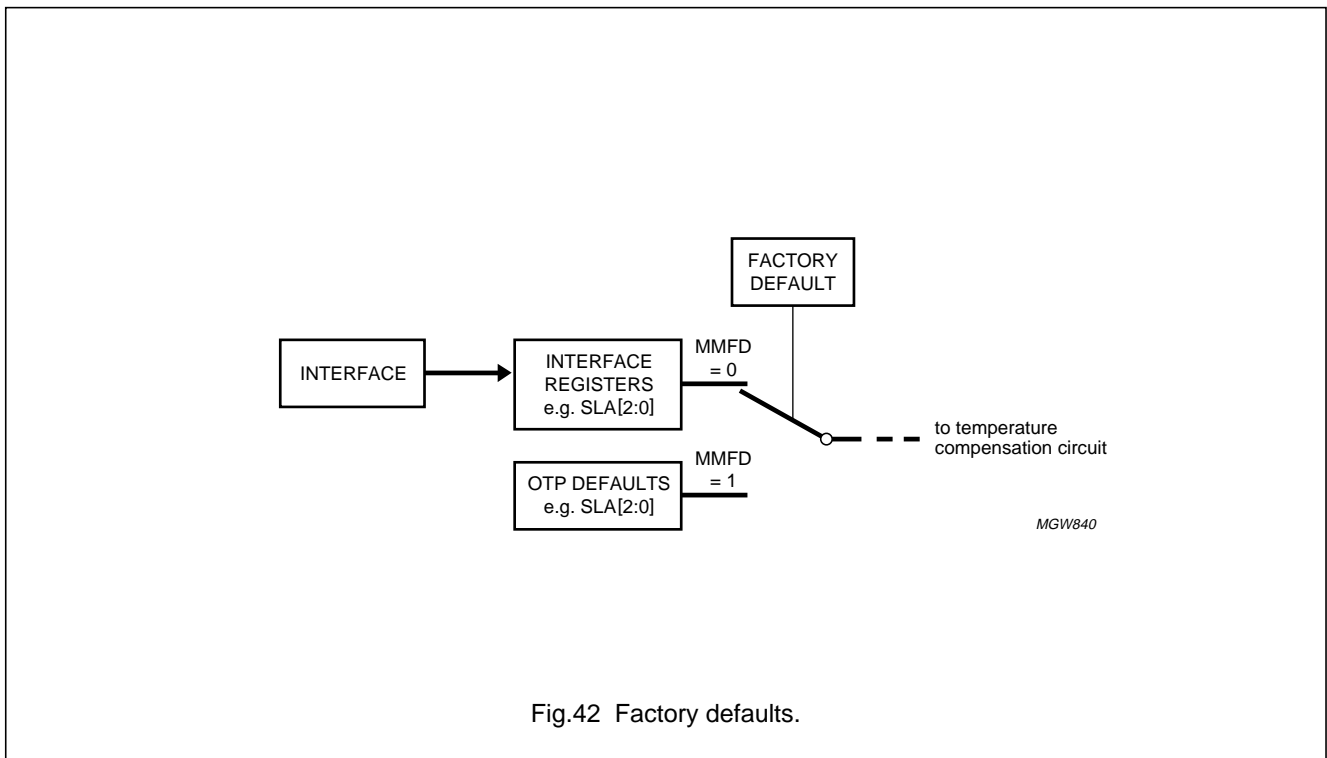 FACTORY
DEFAULT
INTERFACE
INTERFACE
REGISTERS
e.g. SLA[2:0]
MMFD
= 0
to temperature
compensation circuit
OTP DEFAULTS
e.g. SLA[2:0]
MMFD
= 1
MGW840
Fig.42 Factory defaults.